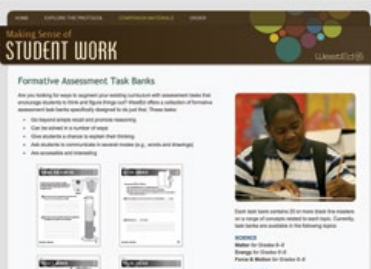 HOME EXPLORE THE PROTOCOL COMPANION MATERIALS ORDER
Making Sense of
STUDENT WORK
WestEd
Formative Assessment Task Banks
Are you looking for ways to augment your existing curriculum with assessment tasks that
encourage students to think and figure things out? WestEd offers a collection of formative
assessment task banks specifically designed to do just that. These tasks:
Go beyond simple recall and promote reasoning
Can be solved in a number of ways
Give students a chance to explain their thinking
Ask students to communicate in several modes (e.g., words and drawings)
Are accessible and interesting
Each task bank contains 20 or more black line masters
on a range of concepts related to each topic. Currently,
task banks are available in the following topics:
SCIENCE
Matter for Grades 6–8
Energy for Grades 6–8
Force & Motion for Grades 6–8